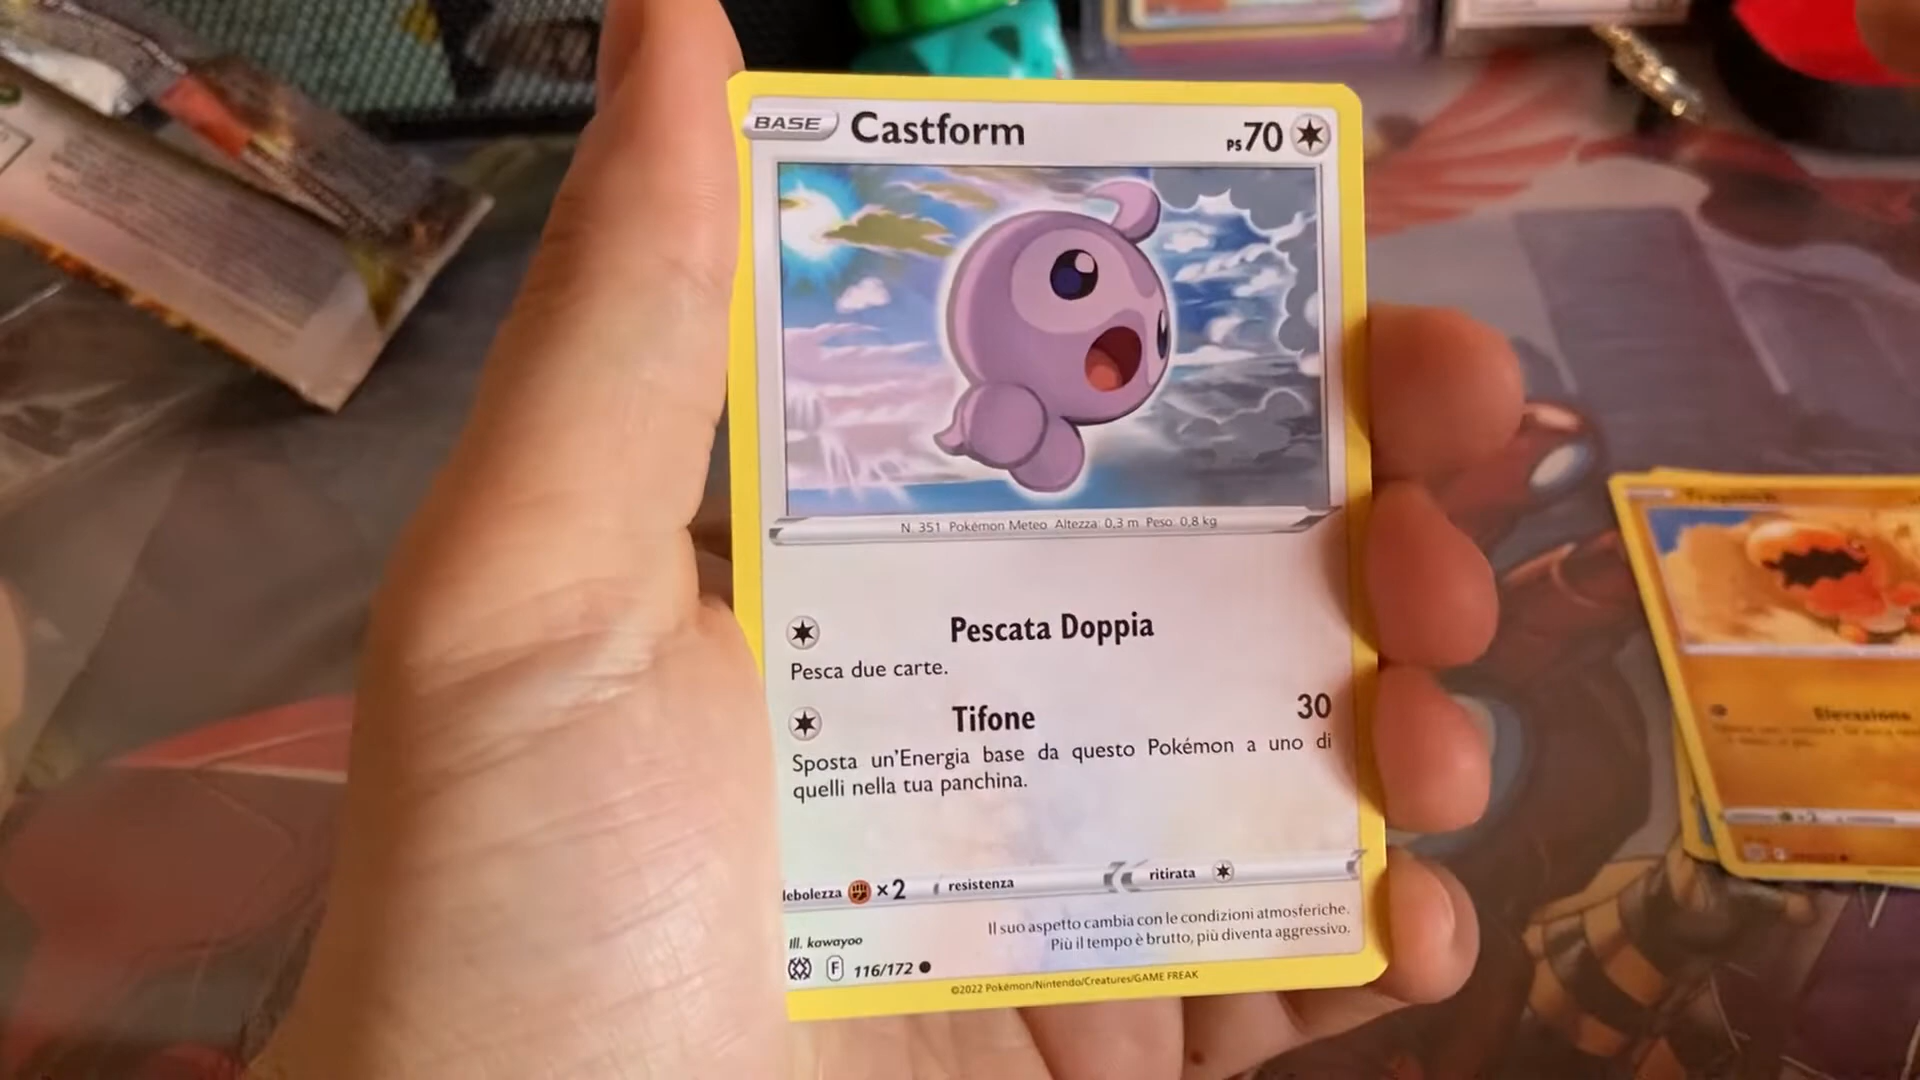 BASE Castform PS70
N. 351 Pokémon Meteo Altezza: 0,3 m Peso: 0,8 kg
Pescata Doppia
Pesca due carte.
Tifone 30
Sposta un'Energia base da questo Pokémon a uno di
quelli nella tua panchina.
debolezza ×2 resistenza ritirata
Il suo aspetto cambia con le condizioni atmosferiche.
Più il tempo è brutto, più diventa aggressivo.
Ill. kawayoo
F 116/172
©2022 Pokémon/Nintendo/Creatures/GAME FREAK
Trapinch
Elevazione
×2